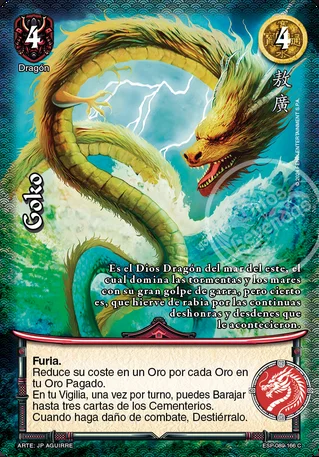 4
4
Dragón
敖廣
Goko
Es el Dios Dragón del mar del este, el
cual domina las tormentas y los mares
con su gran golpe de garra, pero cierto
es, que hierve de rabia por las continuas
deshonras y desdenes que
le acontecieron.
Furia.
Reduce su coste en un Oro por cada Oro en
tu Oro Pagado.
En tu Vigilia, una vez por turno, puedes Barajar
hasta tres cartas de los Cementerios.
Cuando haga daño de combate, Destiérralo.
ARTE: JP AGUIRRE
ESP-089-166 C